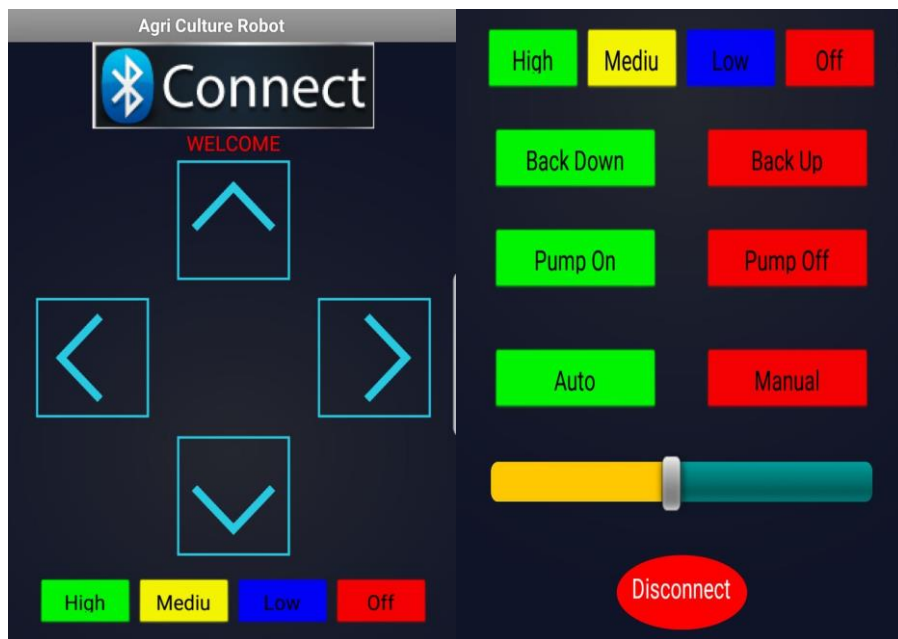 Agri Culture Robot
Connect
WELCOME
High Mediu Low Off
High Mediu Low Off
Back Down Back Up
Pump On Pump Off
Auto Manual
Disconnect